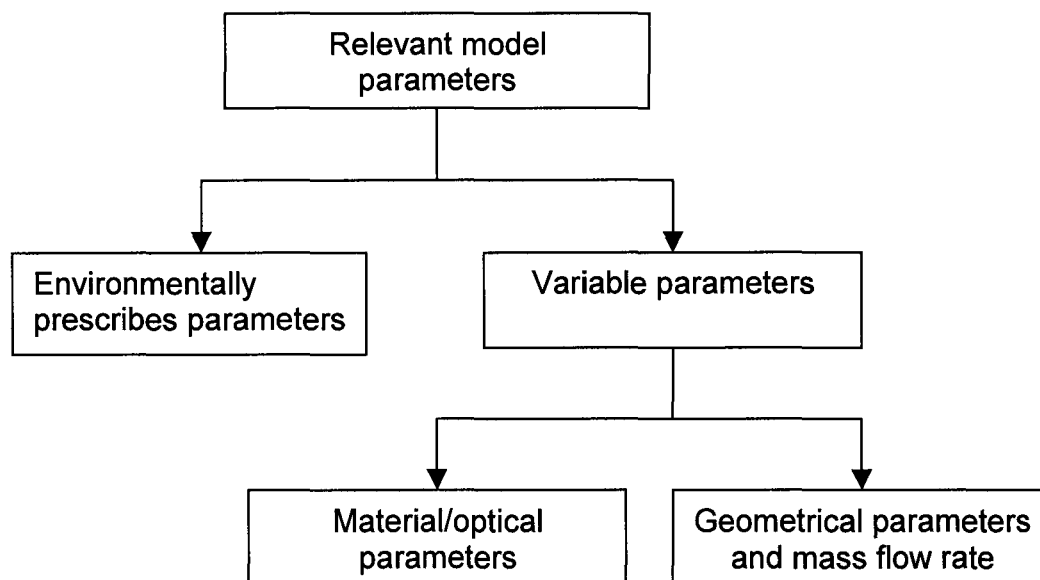 Relevant model
parameters
Environmentally
prescribes parameters
Variable parameters
Material/optical
parameters
Geometrical parameters
and mass flow rate